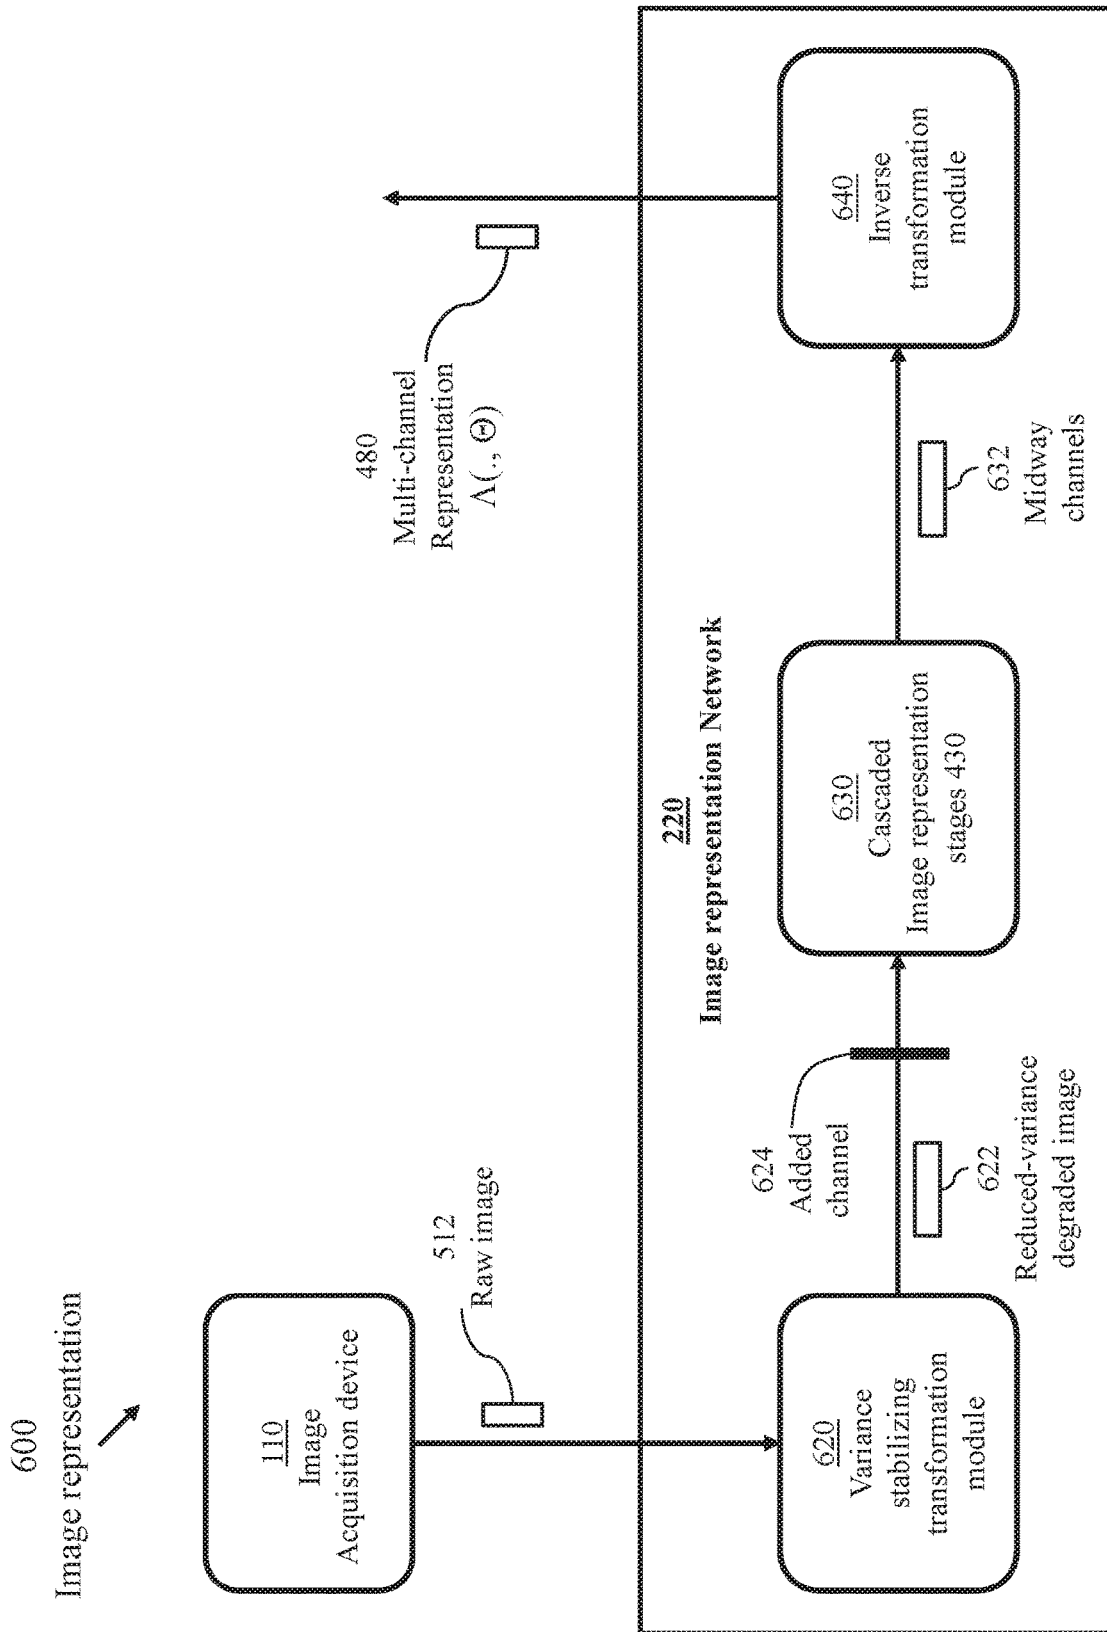 600
Image representation
110
Image
Acquisition device
512
Raw image
480
Multi-channel
Representation
Λ(., Θ)
220
Image representation Network
620
Variance
stabilizing
transformation
module
624
Added
channel
622
Reduced-variance
degraded image
630
Cascaded
Image representation
stages 430
632
Midway
channels
640
Inverse
transformation
module